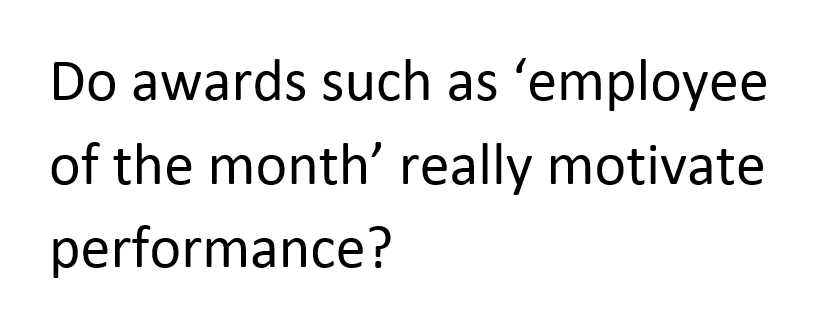 Do awards such as ‘employee
of the month’ really motivate
performance?